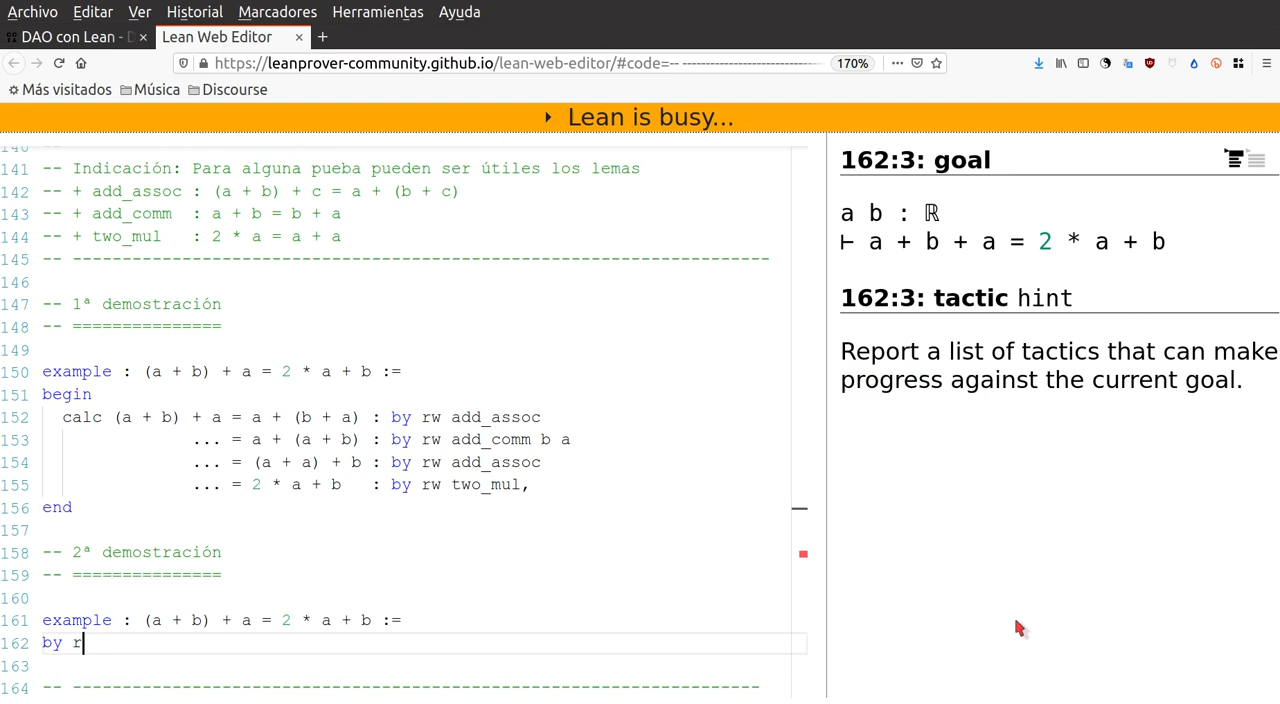 Archivo Editar Ver Historial Marcadores Herramientas Ayuda
DAO con Lean - D × Lean Web Editor × +
https://leanprover-community.github.io/lean-web-editor/#code=-- ---------------------------- 170%
Más visitados Música Discourse
Lean is busy...
140 --
141 -- Indicación: Para alguna pueba pueden ser útiles los lemas
142 -- + add_assoc : (a + b) + c = a + (b + c)
143 -- + add_comm  : a + b = b + a
144 -- + two_mul   : 2 * a = a + a
145 -- ----------------------------------------------------------------------
146
147 -- 1ª demostración
148 -- ===============
149
150 example : (a + b) + a = 2 * a + b :=
151 begin
152   calc (a + b) + a = a + (b + a) : by rw add_assoc
153                ... = a + (a + b) : by rw add_comm b a
154                ... = (a + a) + b : by rw add_assoc
155                ... = 2 * a + b   : by rw two_mul,
156 end
157
158 -- 2ª demostración
159 -- ===============
160
161 example : (a + b) + a = 2 * a + b :=
162 by r
163
164 -- ---------------------------------------------------------------------
162:3: goal
a b : ℝ
⊢ a + b + a = 2 * a + b
162:3: tactic hint
Report a list of tactics that can make
progress against the current goal.